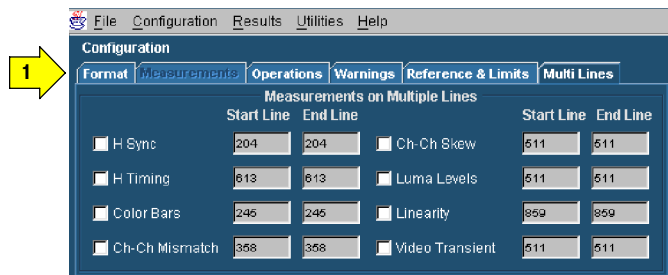 File Configuration Results Utilities Help
Configuration
1
Format Measurements Operations Warnings Reference & Limits Multi Lines
Measurements on Multiple Lines
Start Line End Line Start Line End Line
H Sync 204 204 Ch-Ch Skew 511 511
H Timing 613 613 Luma Levels 511 511
Color Bars 245 245 Linearity 859 859
Ch-Ch Mismatch 358 358 Video Transient 511 511